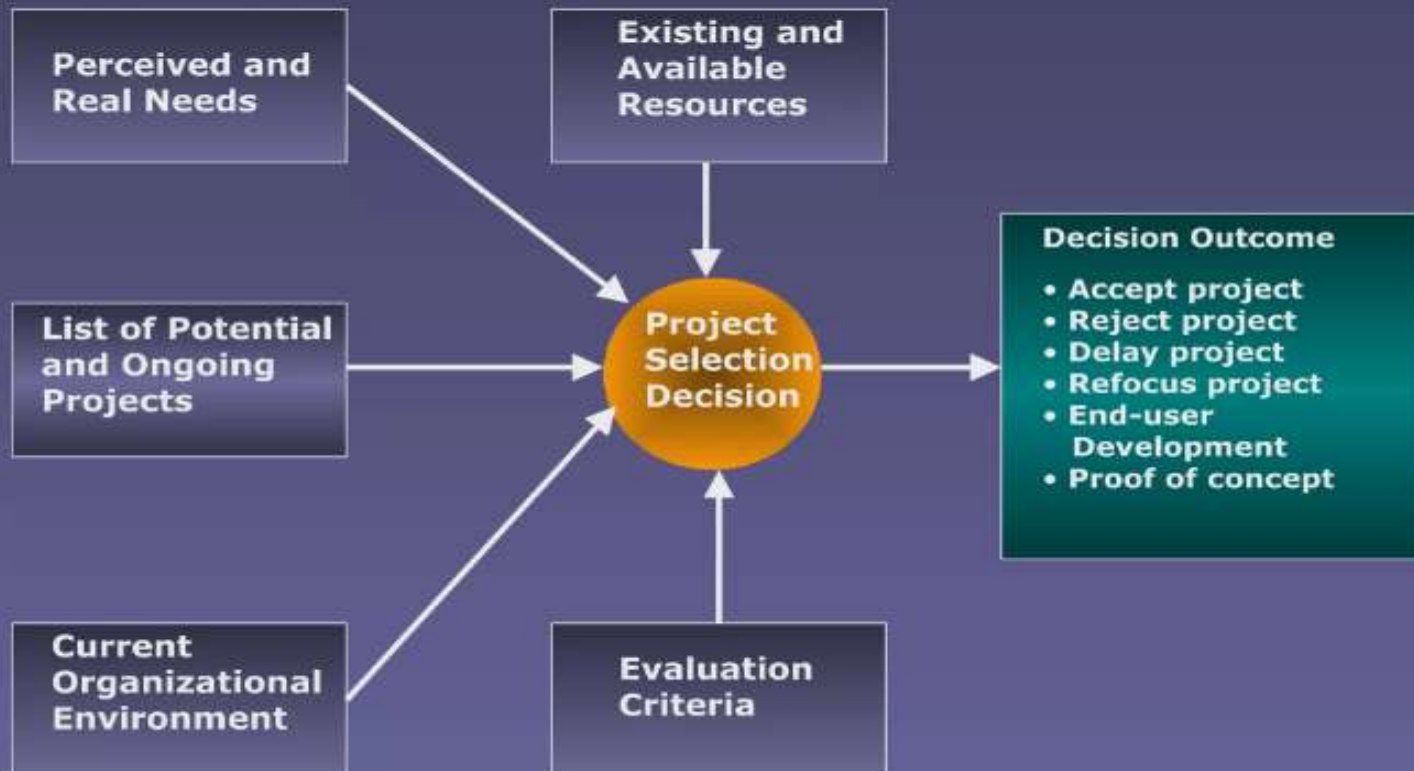 Perceived and
Real Needs
Existing and
Available
Resources
List of Potential
and Ongoing
Projects
Project
Selection
Decision
Decision Outcome
• Accept project
• Reject project
• Delay project
• Refocus project
• End-user
Development
• Proof of concept
Current
Organizational
Environment
Evaluation
Criteria